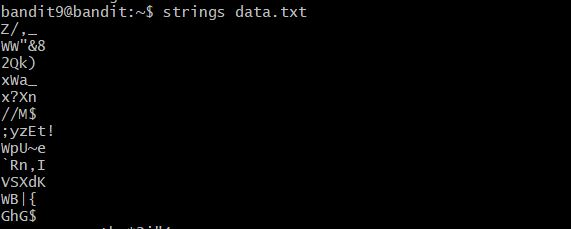 bandit9@bandit:~$ strings data.txt
Z/,_
WW"&8
2Qk)
xWa_
x?Xn
//M$
;yzEt!
WpU~e
`Rn,I
VSXdK
WB|{
GhG$